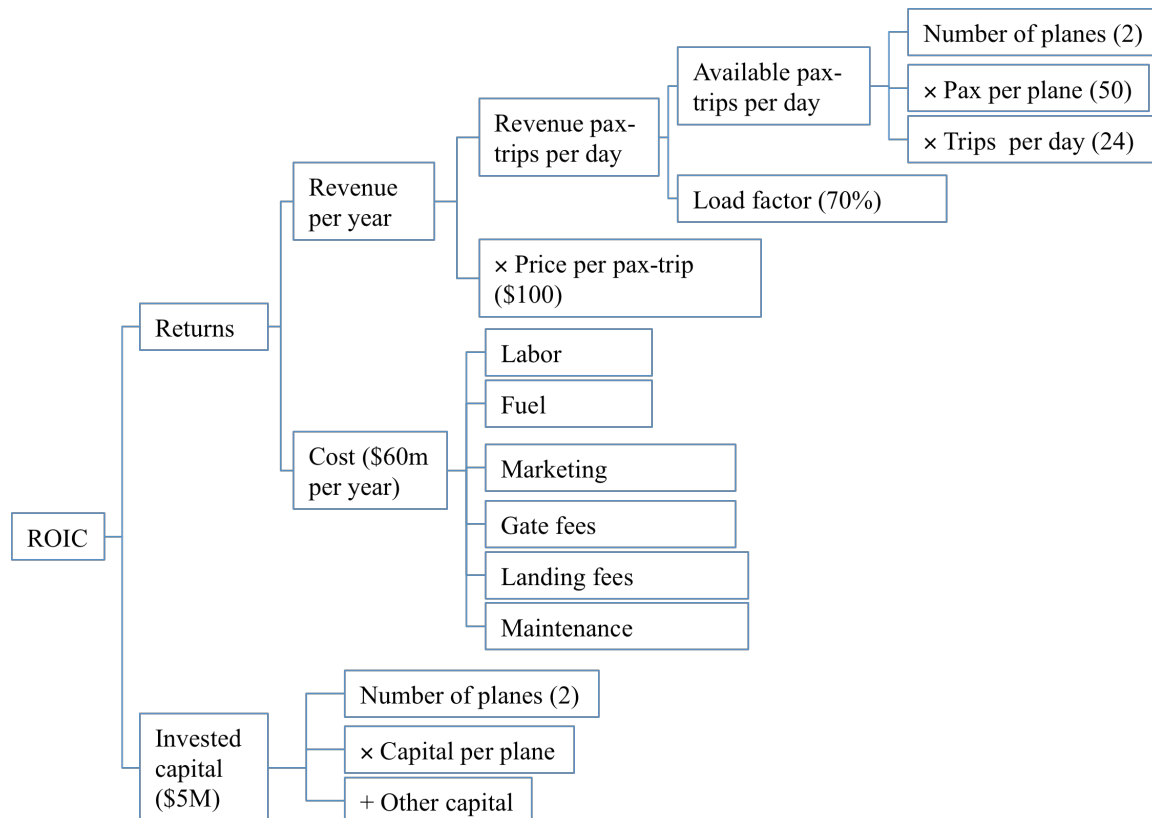 Number of planes (2)
Available pax-
trips per day
× Pax per plane (50)
Revenue pax-
trips per day
× Trips  per day (24)
Revenue
per year
Load factor (70%)
× Price per pax-trip
($100)
Returns
Labor
Fuel
Cost ($60m
per year)
Marketing
Gate fees
ROIC
Landing fees
Maintenance
Number of planes (2)
Invested
capital
($5M)
× Capital per plane
+ Other capital